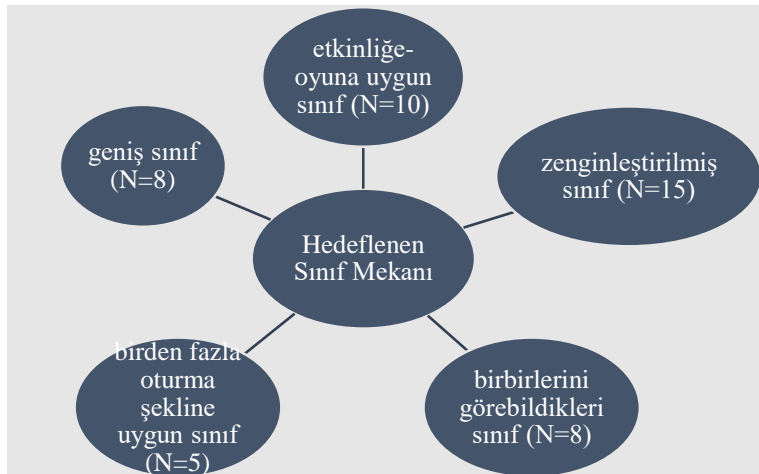 etkinliğe-
oyuna uygun
sınıf (N=10)
geniş sınıf
(N=8)
zenginleştirilmiş
sınıf (N=15)
Hedeflenen
Sınıf Mekanı
birden fazla
oturma
şekline
uygun sınıf
(N=5)
birbirlerini
görebildikleri
sınıf (N=8)